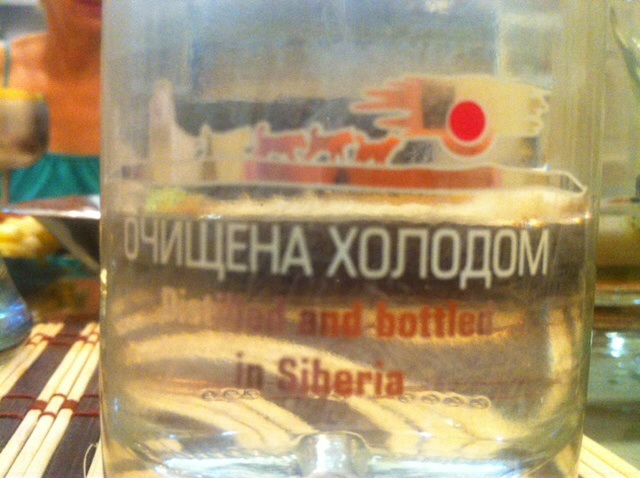 ОЧИЩЕНА ХОЛОДОМ
Distilled and bottled
in Siberia